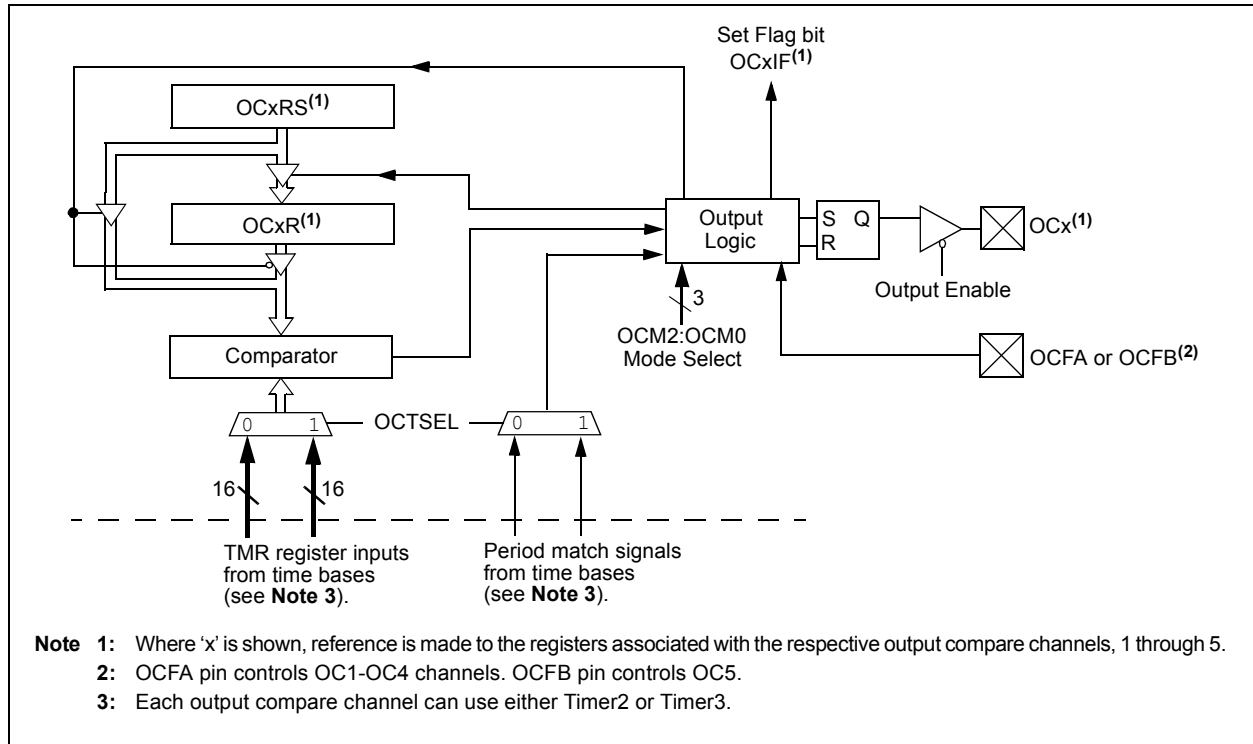 Set Flag bit
OCxIF(1)
OCxRS(1)
OCxR(1)
Output
Logic
S Q
R
OCx(1)
Output Enable
3
OCM2:OCM0
Mode Select
Comparator
OCFA or OCFB(2)
0 1
OCTSEL
0 1
16
16
TMR register inputs
from time bases
(see Note 3).
Period match signals
from time bases
(see Note 3).
Note 1: Where ‘x’ is shown, reference is made to the registers associated with the respective output compare channels, 1 through 5.
2: OCFA pin controls OC1-OC4 channels. OCFB pin controls OC5.
3: Each output compare channel can use either Timer2 or Timer3.